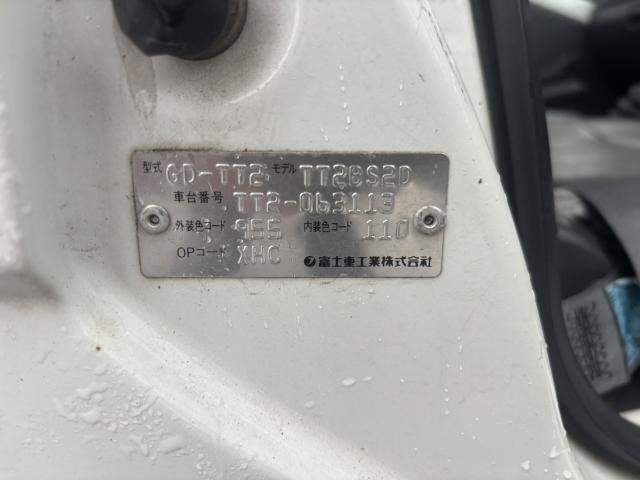 型式 GD-TT2 モデル TT2BS2D
車台番号 TT2-063113
外装色コード 955 内装色コード 110
OPコード XHC 富士重工業株式会社